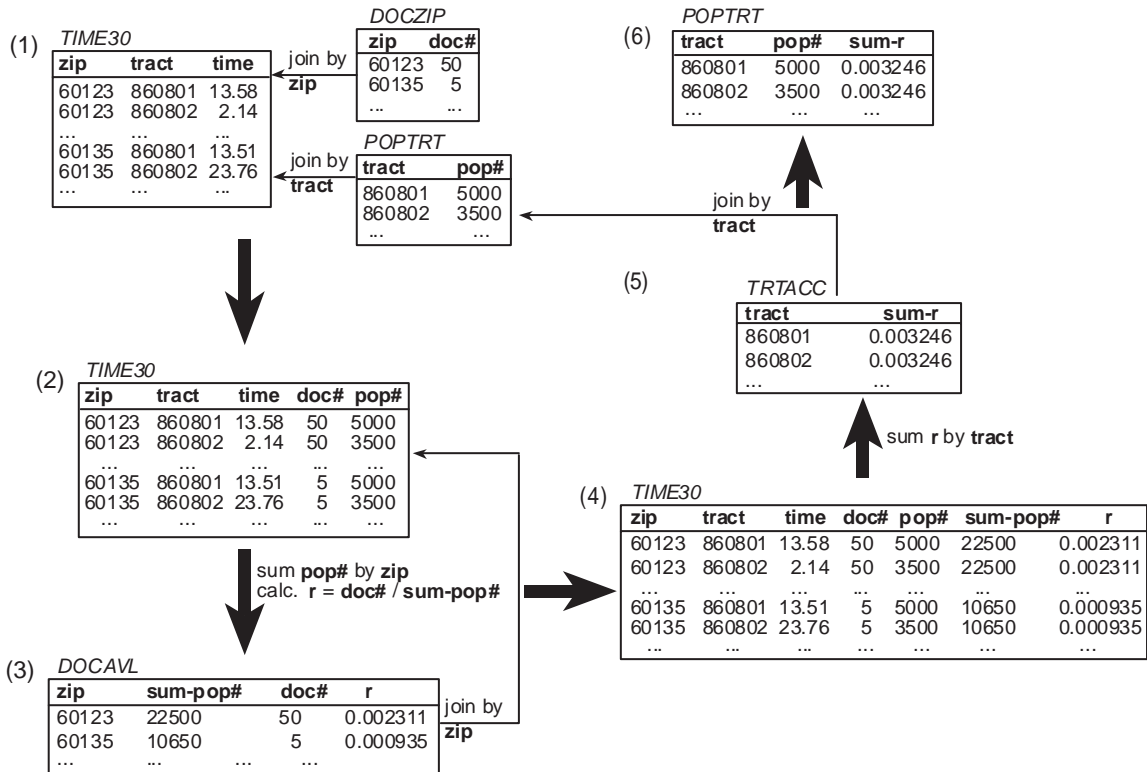 (1)
TIME30
zip tract time
60123 860801 13.58
60123 860802 2.14
... ... ...
60135 860801 13.51
60135 860802 23.76
... ... ...
join by
zip
DOCZIP
zip doc#
60123 50
60135 5
... ...
join by
tract
POPTRT
tract pop#
860801 5000
860802 3500
... ...
(2)
TIME30
zip tract time doc# pop#
60123 860801 13.58 50 5000
60123 860802 2.14 50 3500
... ... ... ... ...
60135 860801 13.51 5 5000
60135 860802 23.76 5 3500
... ... ... ... ...
sum pop# by zip
calc. r = doc# / sum-pop#
(3)
DOCAVL
zip sum-pop# doc# r
60123 22500 50 0.002311
60135 10650 5 0.000935
... ... ... ...
join by
zip
(4)
TIME30
zip tract time doc# pop# sum-pop# r
60123 860801 13.58 50 5000 22500 0.002311
60123 860802 2.14 50 3500 22500 0.002311
... ... ... ... ... ... ...
60135 860801 13.51 5 5000 10650 0.000935
60135 860802 23.76 5 3500 10650 0.000935
... ... ... ... ... ... ...
sum r by tract
(5)
TRTACC
tract sum-r
860801 0.003246
860802 0.003246
... ...
join by
tract
(6)
POPTRT
tract pop# sum-r
860801 5000 0.003246
860802 3500 0.003246
... ... ...